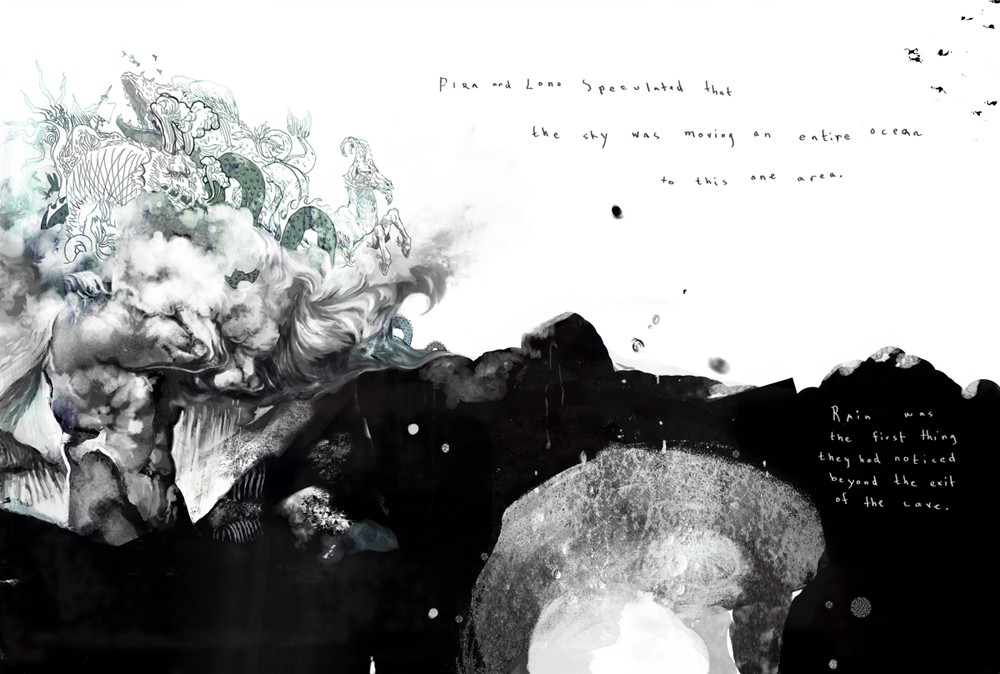 Pira and Lono Speculated that
the sky was moving an entire ocean
to this one area.
Rain was
the first thing
they had noticed
beyond the exit
of the cave.